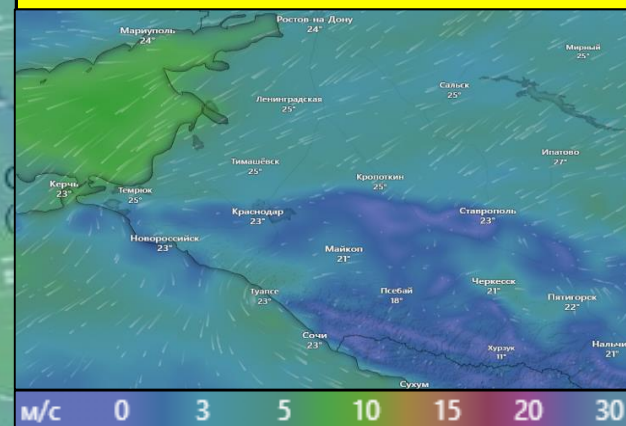 Ростов-на-Дону
24°
Мариуполь
24°
Мирный
25°
Сальск
25°
Ленинградская
25°
Ипатово
27°
Тимашёвск
25°
Кропоткин
25°
Керчь
23°
Темрюк
25°
Краснодар
23°
Ставрополь
23°
Новороссийск
23°
Майкоп
21°
Черкесск
21°
Туапсе
23°
Псебай
18°
Пятигорск
22°
Сочи
23°
Хурзук
11°
Нальчи
21°
Сухум
м/с 0 3 5 10 15 20 30